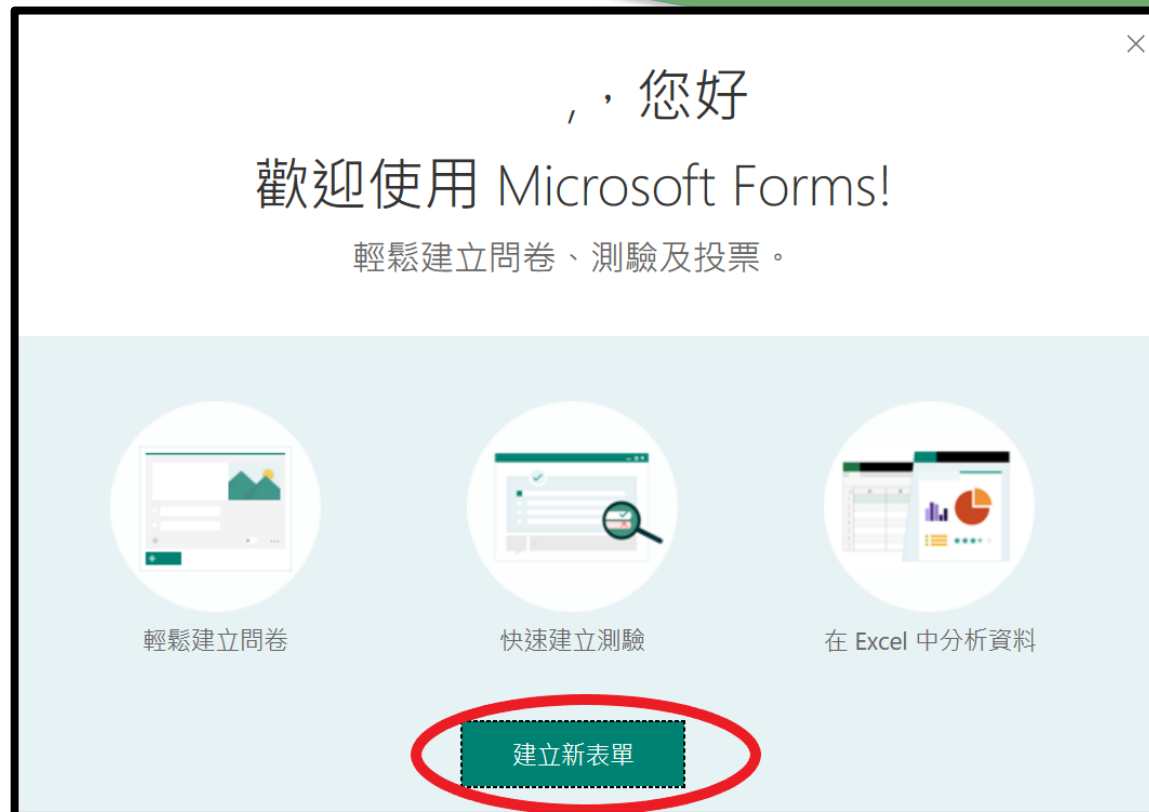 ,，您好
歡迎使用 Microsoft Forms!
輕鬆建立問卷、測驗及投票。
輕鬆建立問卷
快速建立測驗
在 Excel 中分析資料
建立新表單